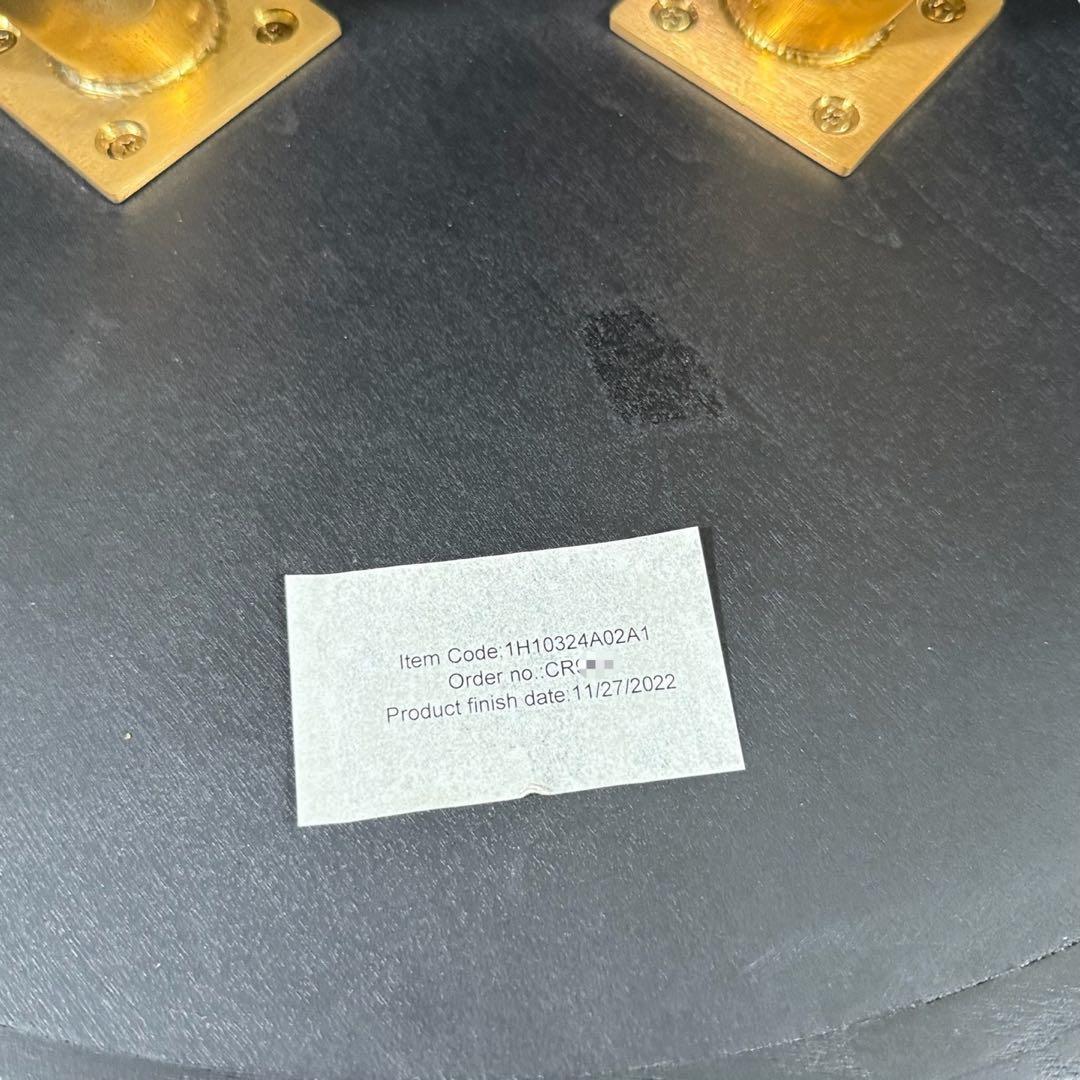 Item Code:1H10324A02A1
Order no.:CR
Product finish date:11/27/2022